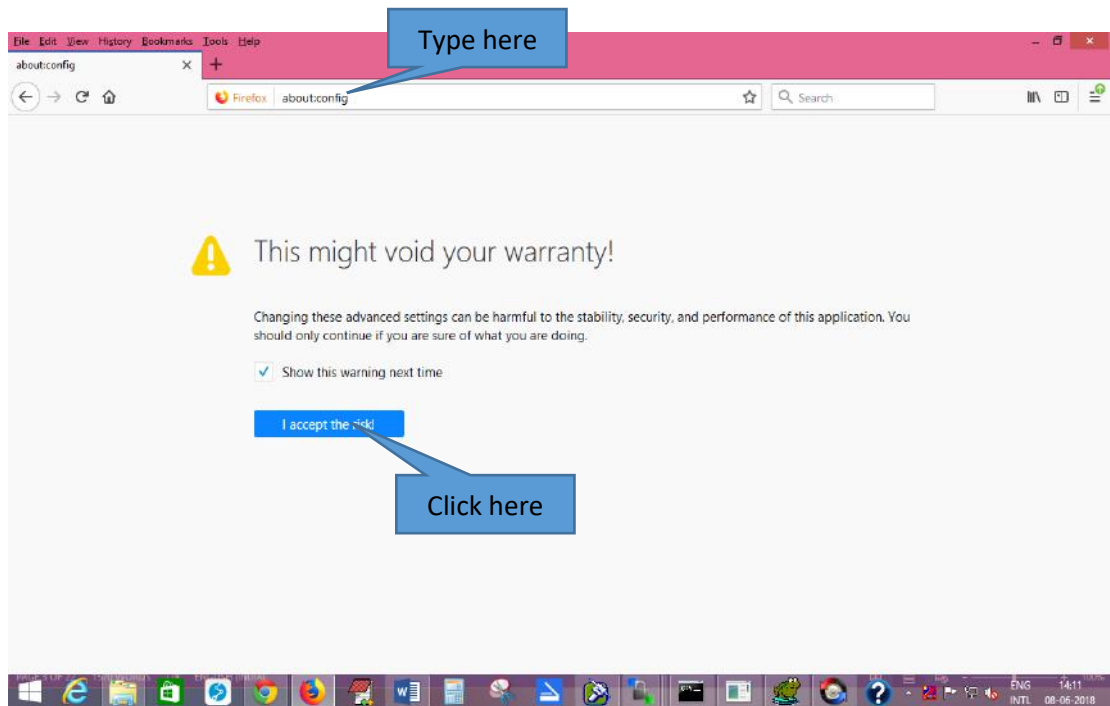 Type here
File Edit View History Bookmarks Tools Help
about:config
Firefox about:config
Search
This might void your warranty!
Changing these advanced settings can be harmful to the stability, security, and performance of this application. You
should only continue if you are sure of what you are doing.
Show this warning next time
I accept the risk!
Click here
ENG 14:11
INTL 08-06-2018